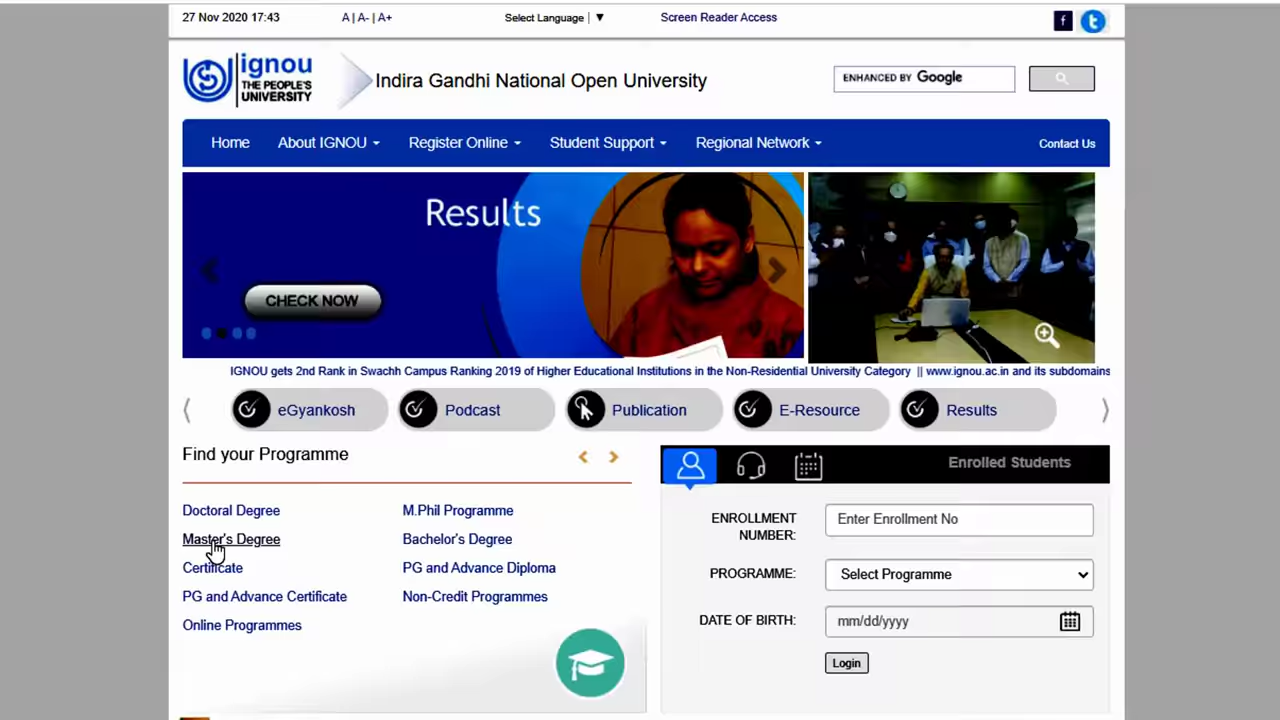 27 Nov 2020 17:43 A | A- | A+ Select Language | ▼ Screen Reader Access
ignou
THE PEOPLE'S
UNIVERSITY
Indira Gandhi National Open University
ENHANCED BY Google
Home About IGNOU Register Online Student Support Regional Network Contact Us
Results
CHECK NOW
IGNOU gets 2nd Rank in Swachh Campus Ranking 2019 of Higher Educational Institutions in the Non-Residential University Category || www.ignou.ac.in and its subdomains
eGyankosh Podcast Publication E-Resource Results
Find your Programme
Doctoral Degree M.Phil Programme
Master's Degree Bachelor's Degree
Certificate PG and Advance Diploma
PG and Advance Certificate Non-Credit Programmes
Online Programmes
Enrolled Students
ENROLLMENT
NUMBER:
Enter Enrollment No
PROGRAMME: Select Programme
DATE OF BIRTH: mm/dd/yyyy
Login